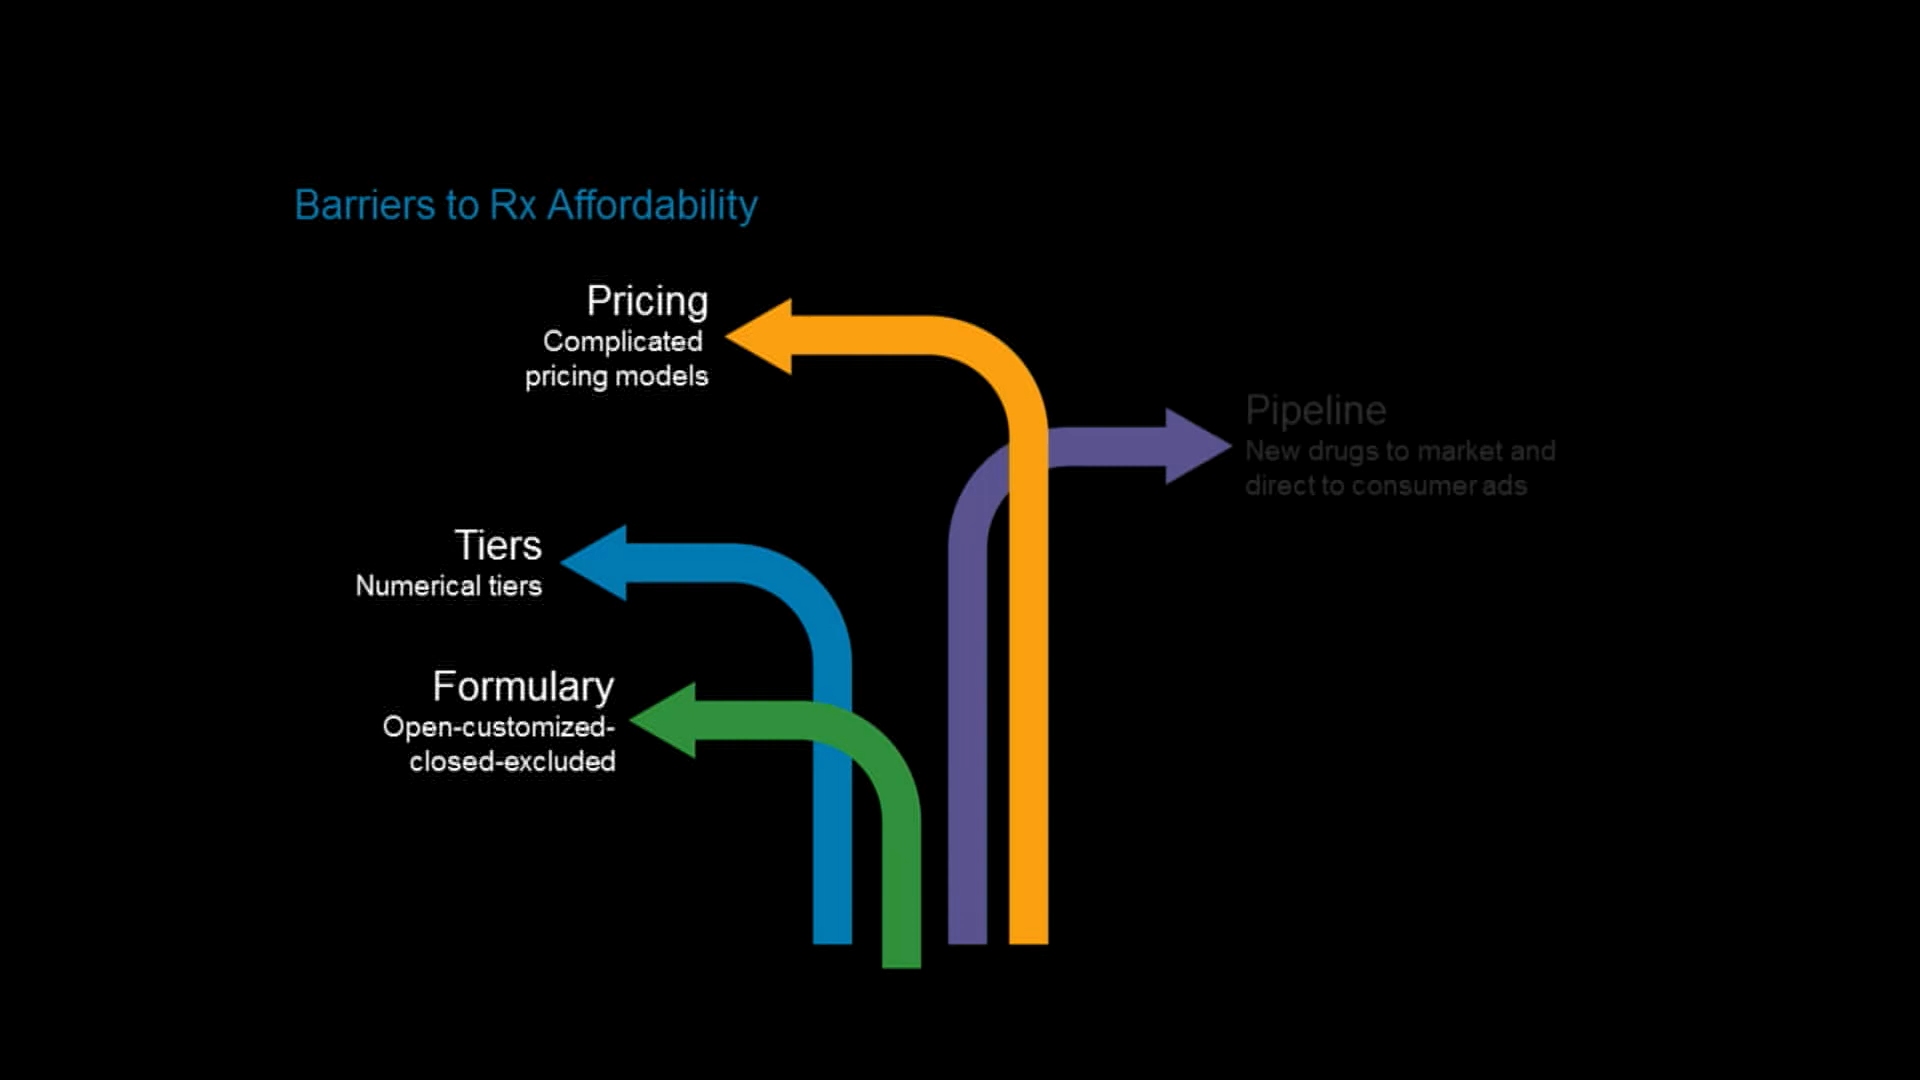 Barriers to Rx Affordability
Pricing
Complicated
pricing models
Pipeline
New drugs to market and
direct to consumer ads
Tiers
Numerical tiers
Formulary
Open-customized-
closed-excluded